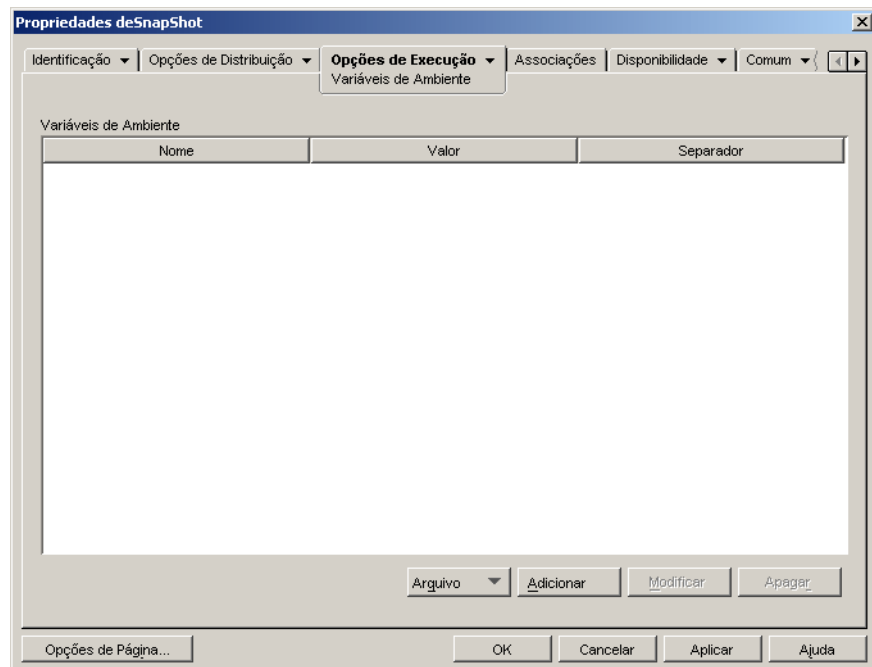 Propriedades deSnapShot
Identificação
Opções de Distribuição
Opções de Execução
Variáveis de Ambiente
Associações
Disponibilidade
Comum
Variáveis de Ambiente
Nome
Valor
Separador
Arquivo
Adicionar
Modificar
Apagar
Opções de Página...
OK
Cancelar
Aplicar
Ajuda